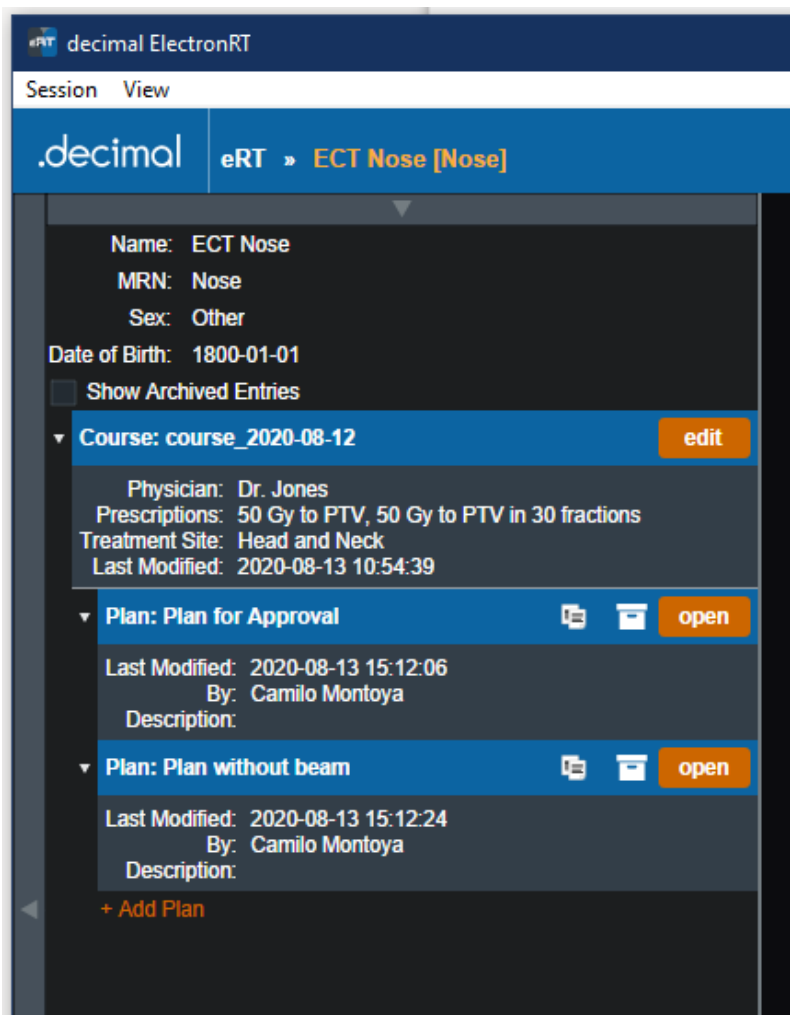 eRT decimal ElectronRT
Session View
.decimal eRT » ECT Nose [Nose]
Name: ECT Nose
MRN: Nose
Sex: Other
Date of Birth: 1800-01-01
Show Archived Entries
Course: course_2020-08-12 edit
Physician: Dr. Jones
Prescriptions: 50 Gy to PTV, 50 Gy to PTV in 30 fractions
Treatment Site: Head and Neck
Last Modified: 2020-08-13 10:54:39
Plan: Plan for Approval open
Last Modified: 2020-08-13 15:12:06
By: Camilo Montoya
Description:
Plan: Plan without beam open
Last Modified: 2020-08-13 15:12:24
By: Camilo Montoya
Description:
+ Add Plan